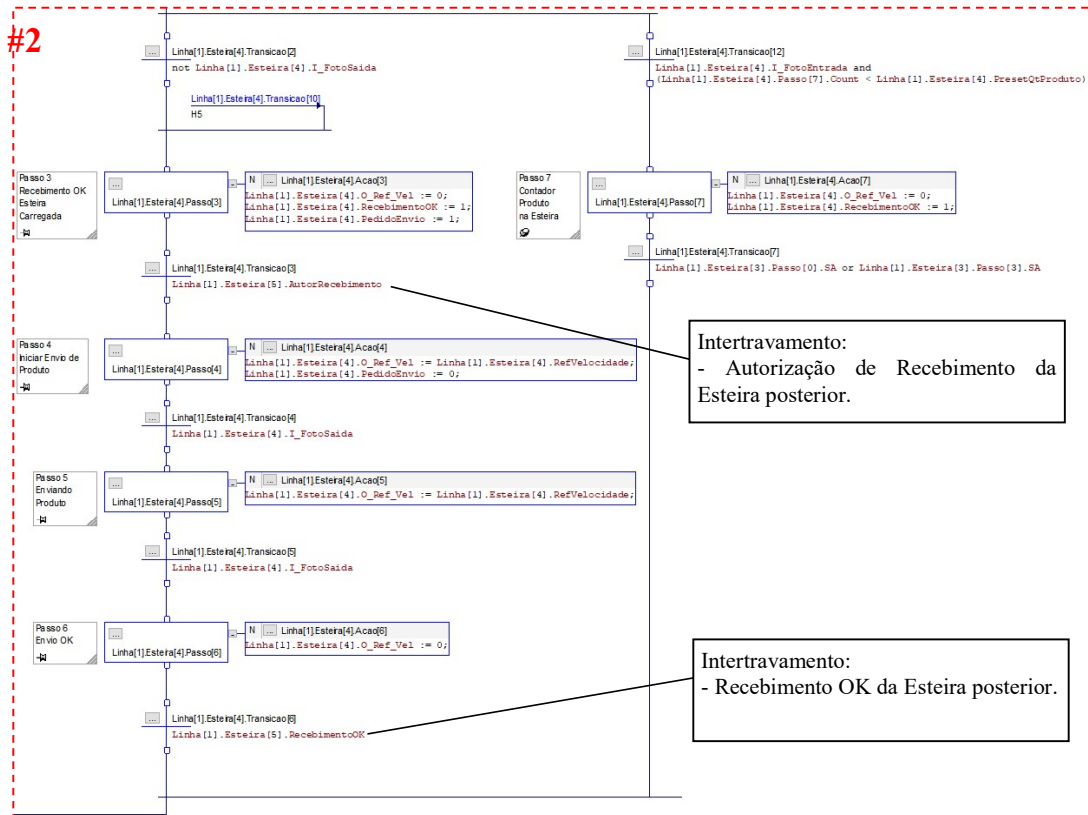 #2
Linha[1].Esteira[4].Transicao[2]
not Linha[1].Esteira[4].I_FotoSaida
Linha[1].Esteira[4].Transicao[10]
H5
Linha[1].Esteira[4].Transicao[12]
Linha[1].Esteira[4].I_FotoEntrada and
(Linha[1].Esteira[4].Passo[7].Count < Linha[1].Esteira[4].PresetQtProduto)
Passo 3
Recebimento OK
Esteira
Carregada
Linha[1].Esteira[4].Passo[3]
N ... Linha[1].Esteira[4].Acao[3]
Linha[1].Esteira[4].O_Ref_Vel := 0;
Linha[1].Esteira[4].RecebimentoOK := 1;
Linha[1].Esteira[4].PedidoEnvio := 1;
Passo 7
Contador
Produto
na Esteira
Linha[1].Esteira[4].Passo[7]
N ... Linha[1].Esteira[4].Acao[7]
Linha[1].Esteira[4].O_Ref_Vel := 0;
Linha[1].Esteira[4].RecebimentoOK := 1;
Linha[1].Esteira[4].Transicao[7]
Linha[1].Esteira[3].Passo[0].SA or Linha[1].Esteira[3].Passo[3].SA
Linha[1].Esteira[4].Transicao[3]
Linha[1].Esteira[5].AutorRecebimento
Intertravamento:
- Autorização de Recebimento da
Esteira posterior.
Passo 4
Iniciar Envio de
Produto
Linha[1].Esteira[4].Passo[4]
N ... Linha[1].Esteira[4].Acao[4]
Linha[1].Esteira[4].O_Ref_Vel := Linha[1].Esteira[4].RefVelocidade;
Linha[1].Esteira[4].PedidoEnvio := 0;
Linha[1].Esteira[4].Transicao[4]
Linha[1].Esteira[4].I_FotoSaida
Passo 5
Enviando
Produto
Linha[1].Esteira[4].Passo[5]
N ... Linha[1].Esteira[4].Acao[5]
Linha[1].Esteira[4].O_Ref_Vel := Linha[1].Esteira[4].RefVelocidade;
Linha[1].Esteira[4].Transicao[5]
Linha[1].Esteira[4].I_FotoSaida
Passo 6
Envio OK
Linha[1].Esteira[4].Passo[6]
N ... Linha[1].Esteira[4].Acao[6]
Linha[1].Esteira[4].O_Ref_Vel := 0;
Intertravamento:
- Recebimento OK da Esteira posterior.
Linha[1].Esteira[4].Transicao[6]
Linha[1].Esteira[5].RecebimentoOK